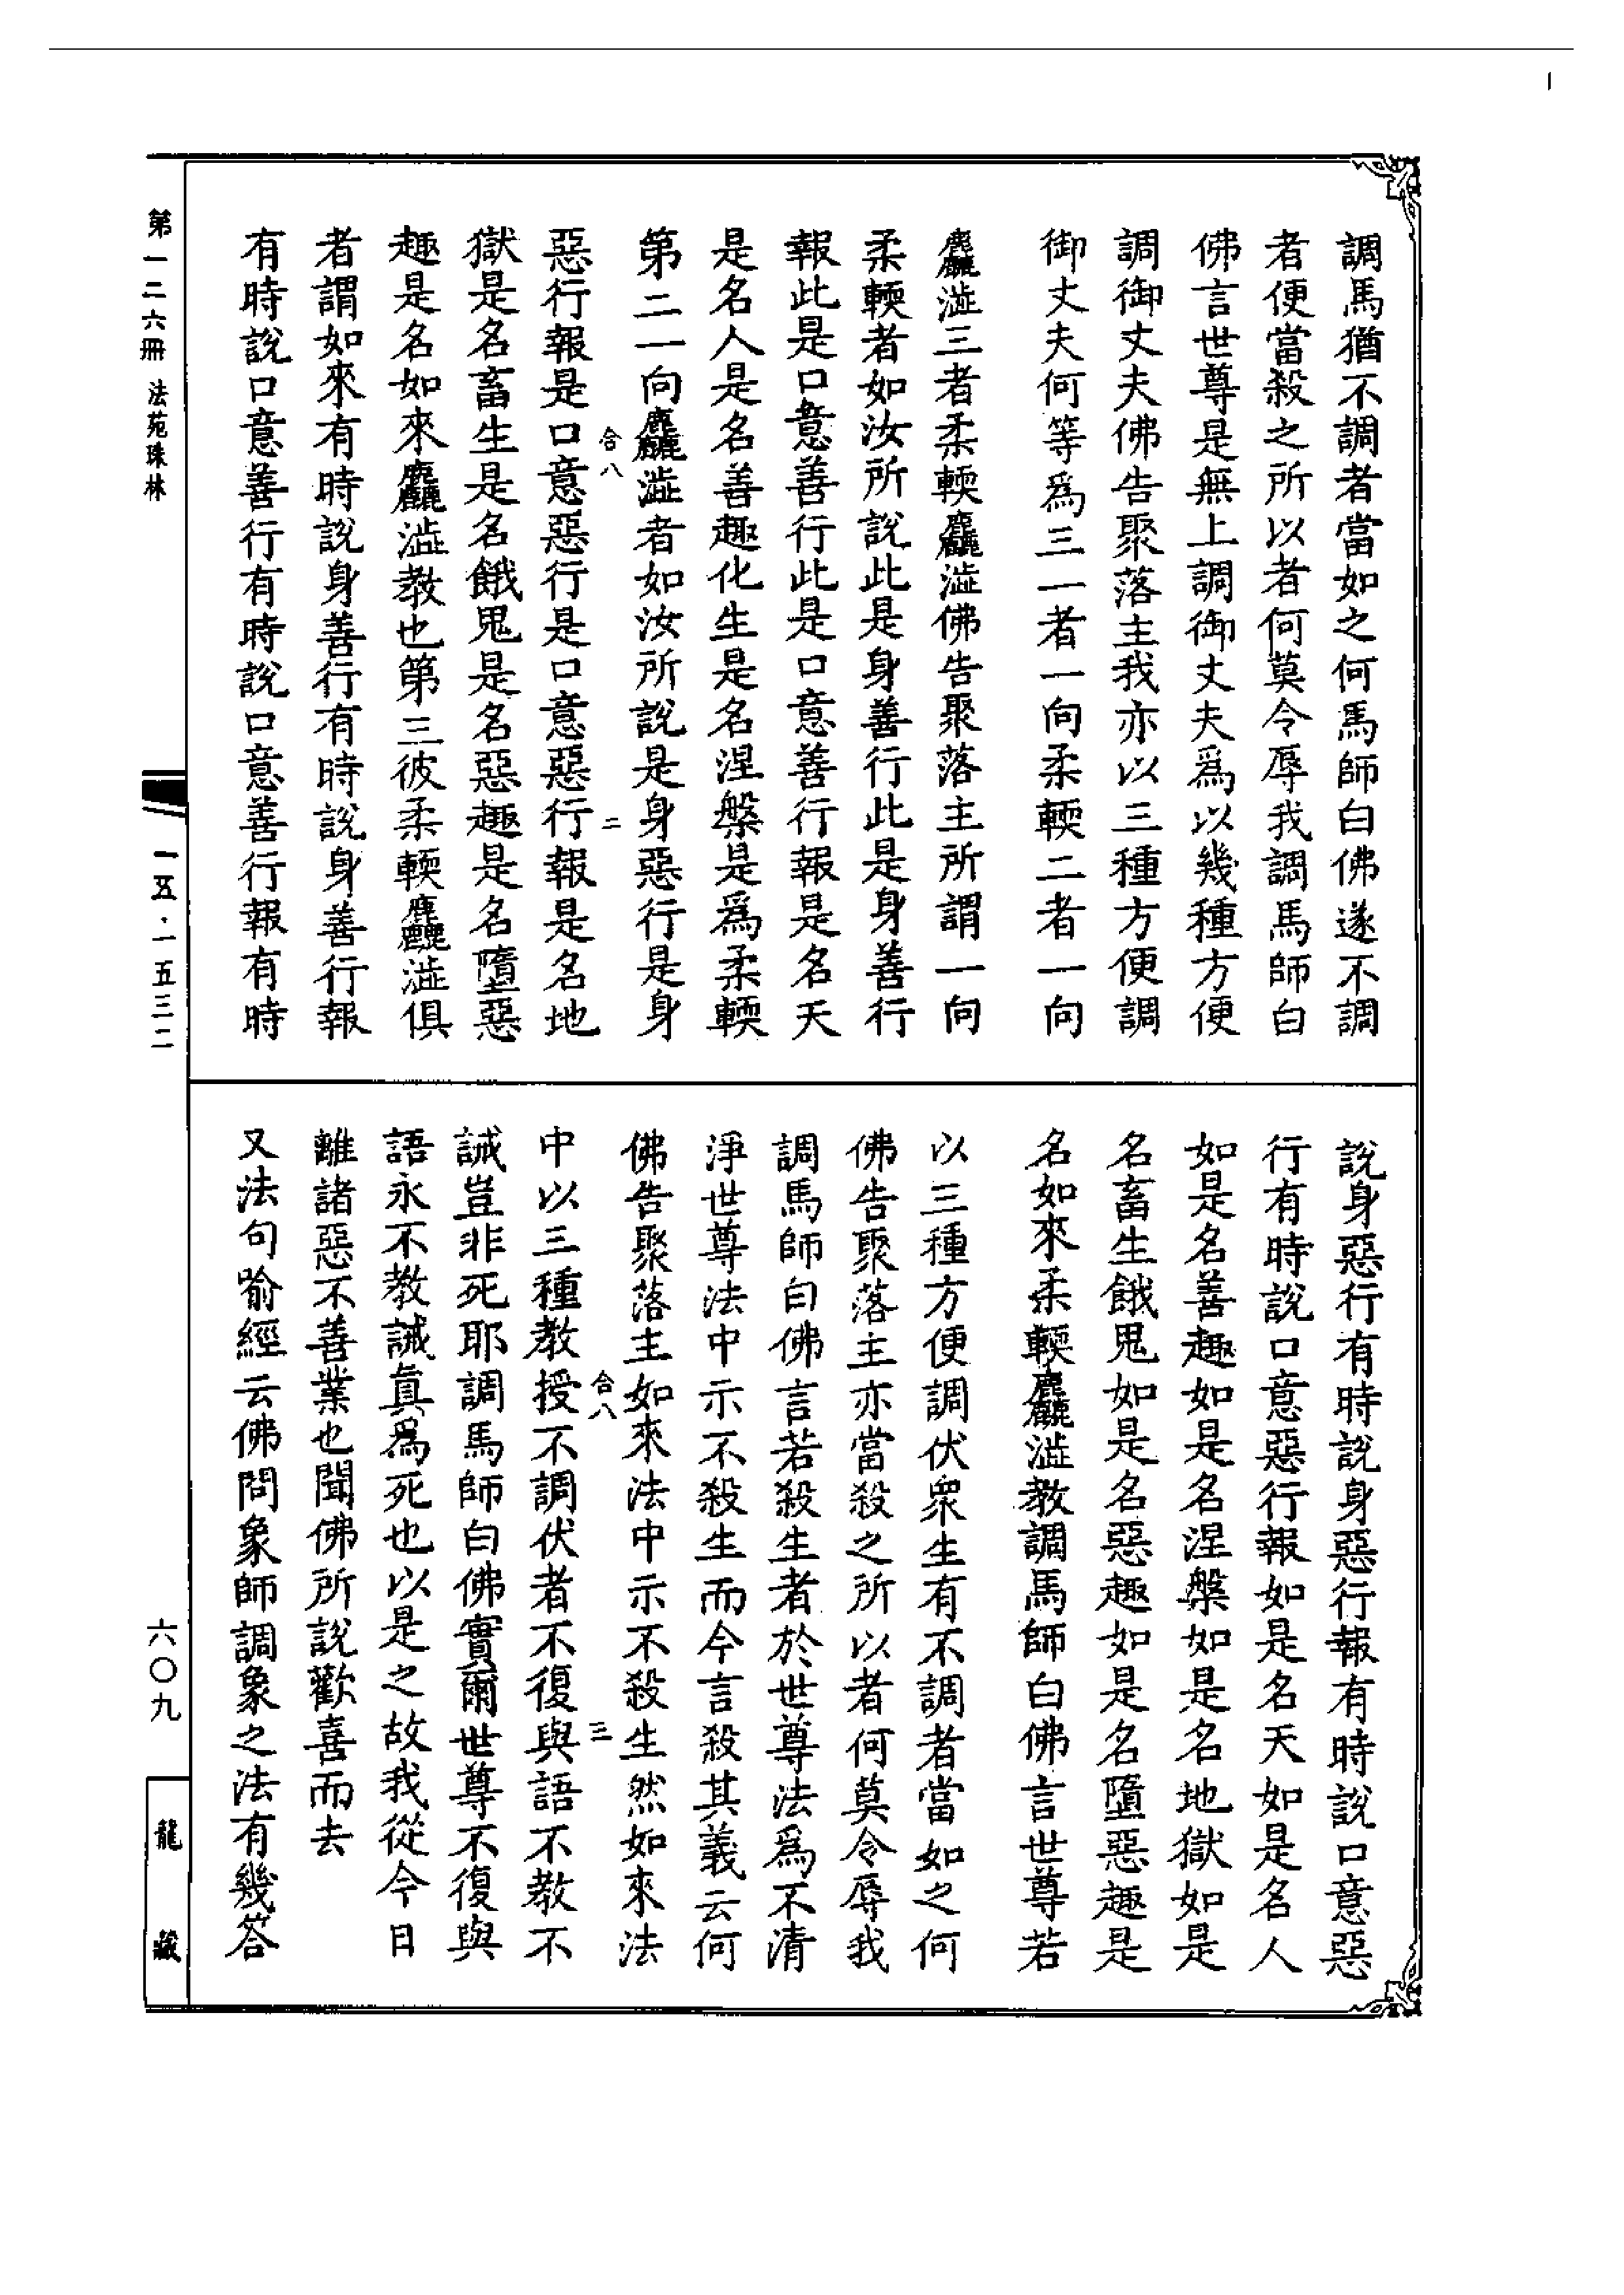 調馬猶不調者當如之何馬師白佛遂不調
者便當殺之所以者何莫令辱我調馬師白
佛言世尊是無上調御丈夫爲以幾種方便
調御丈夫佛告聚落主我亦以三種方便調
御丈夫何等爲三一者一向柔輭二者一向
麤澁三者柔輭麤澁佛告聚落主所謂一向
柔輭者如汝所說此是身善行此是身善行
報此是口意善行此是口意善行報是名天
是名人是名善趣化生是名涅槃是爲柔輭
第二一向麤澁者如汝所說是身惡行是身
合八 二
惡行報是口意惡行是口意惡行報是名地
獄是名畜生是名餓鬼是名惡趣是名墮惡
趣是名如來麤澁教也第三彼柔輭麤澁俱
者謂如來有時說身善行有時說身善行報
有時說口意善行有時說口意善行報有時
說身惡行有時說身惡行報有時說口意惡
行有時說口意惡行報如是名天如是名人
如是名善趣如是名涅槃如是名地獄如是
名畜生餓鬼如是名惡趣如是名墮惡趣是
名如來柔輭麤澁教調馬師白佛言世尊若
以三種方便調伏衆生有不調者當如之何
佛告聚落主亦當殺之所以者何莫令辱我
調馬師白佛言若殺生者於世尊法爲不清
淨世尊法中示不殺生而今言殺其義云何
佛告聚落主如來法中示不殺生然如來法
合八 三
中以三種教授不調伏者不復與語不教不
誡豈非死耶調馬師白佛實爾世尊不復與
語永不教誡眞爲死也以是之故我從今日
離諸惡不善業也聞佛所說歡喜而去
又法句喻經云佛問象師調象之法有幾答
第一二六冊 法苑珠林
一五·一五三二
六〇九
龍藏